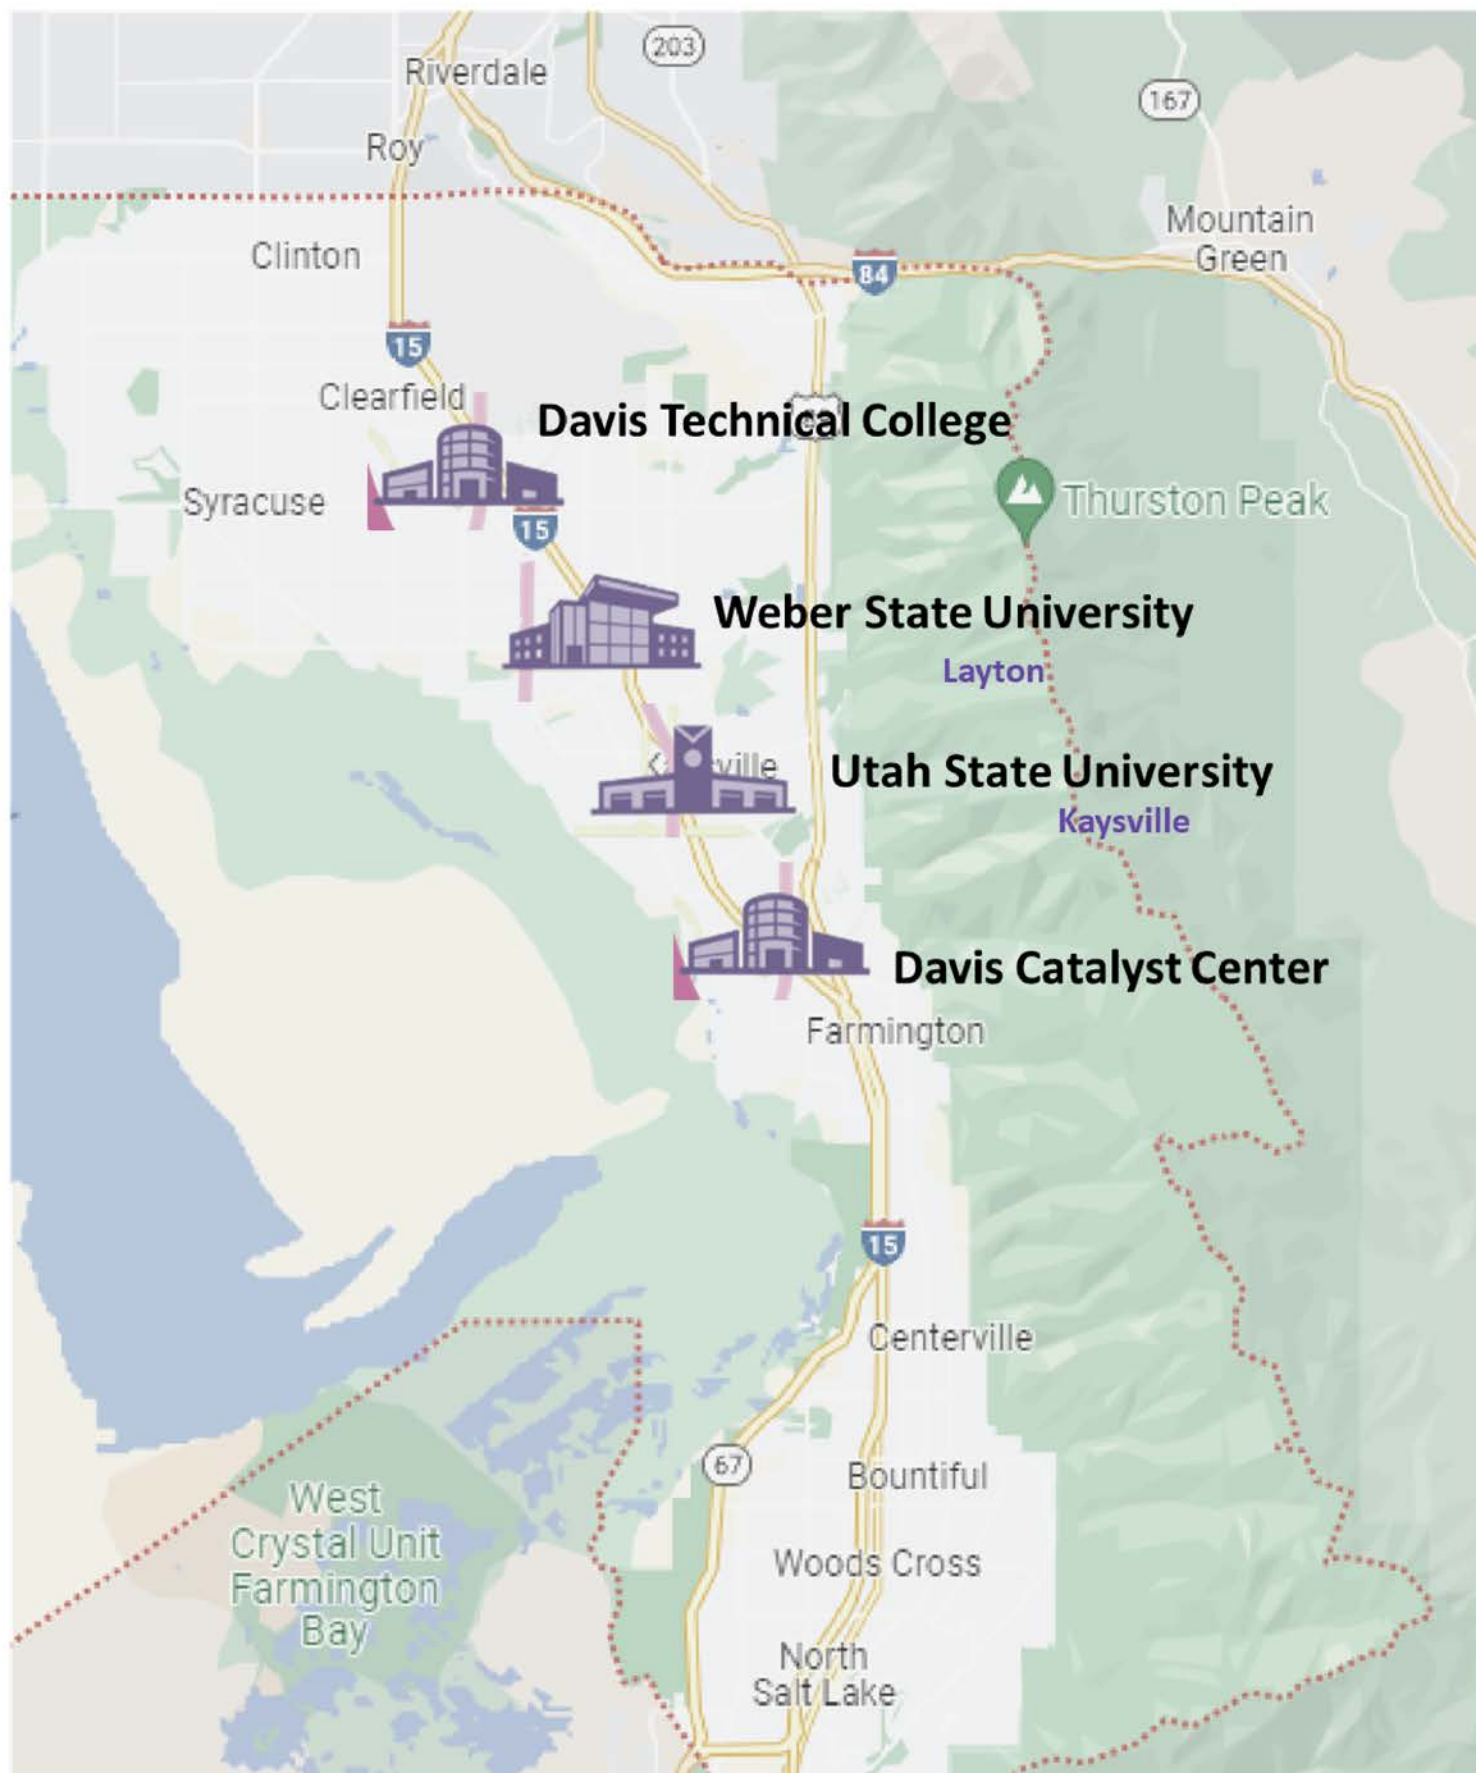 203
Riverdale
167
Roy
Mountain
Green
Clinton
84
15
Clearfield
Davis Technical College
Syracuse
Thurston Peak
15
Weber State University
Layton
ville
Utah State University
Kaysville
Davis Catalyst Center
Farmington
15
Centerville
67
Bountiful
West
Crystal Unit
Farmington
Bay
Woods Cross
North
Salt Lake